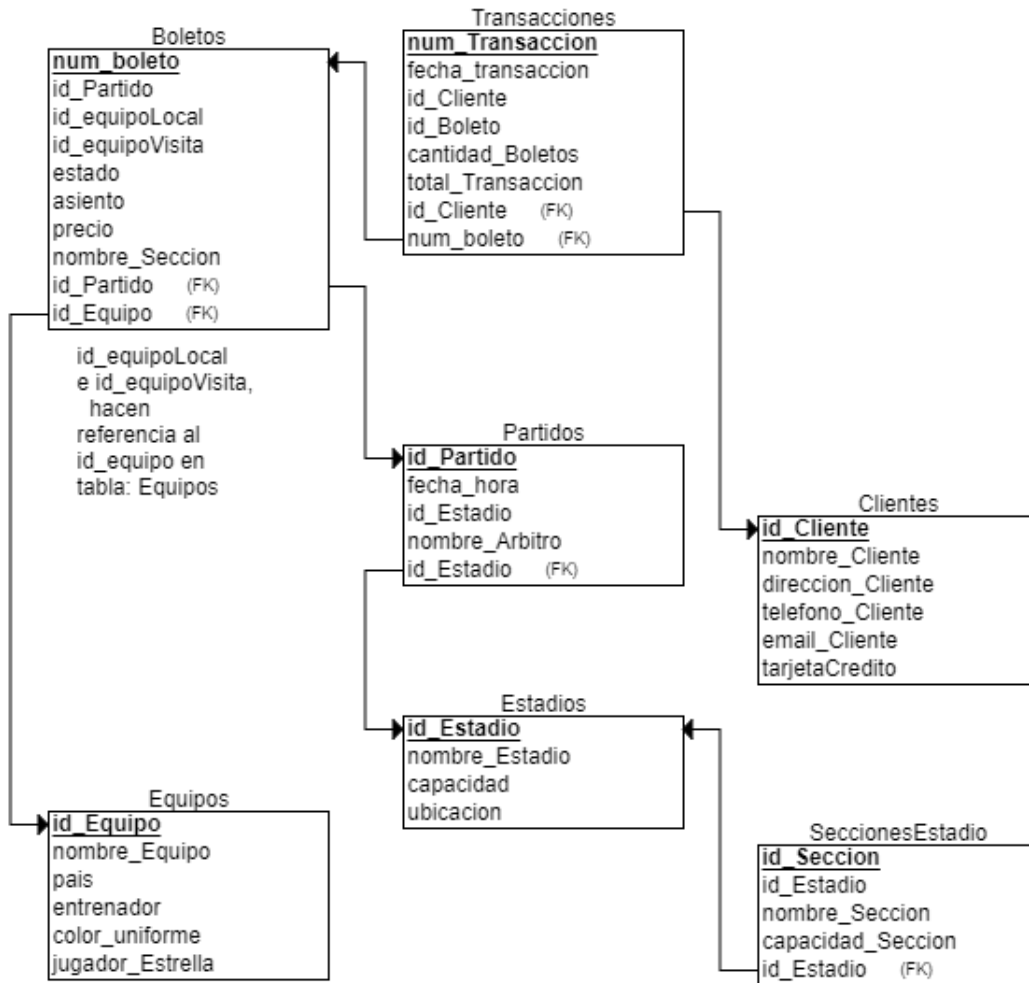 Boletos
num_boleto
id_Partido
id_equipoLocal
id_equipoVisita
estado
asiento
precio
nombre_Seccion
id_Partido (FK)
id_Equipo (FK)
id_equipoLocal
e id_equipoVisita,
hacen
referencia al
id_equipo en
tabla: Equipos
Transacciones
num_Transaccion
fecha_transaccion
id_Cliente
id_Boleto
cantidad_Boletos
total_Transaccion
id_Cliente (FK)
num_boleto (FK)
Partidos
id_Partido
fecha_hora
id_Estadio
nombre_Arbitro
id_Estadio (FK)
Clientes
id_Cliente
nombre_Cliente
direccion_Cliente
telefono_Cliente
email_Cliente
tarjetaCredito
Estadios
id_Estadio
nombre_Estadio
capacidad
ubicacion
Equipos
id_Equipo
nombre_Equipo
pais
entrenador
color_uniforme
jugador_Estrella
SeccionesEstadio
id_Seccion
id_Estadio
nombre_Seccion
capacidad_Seccion
id_Estadio (FK)